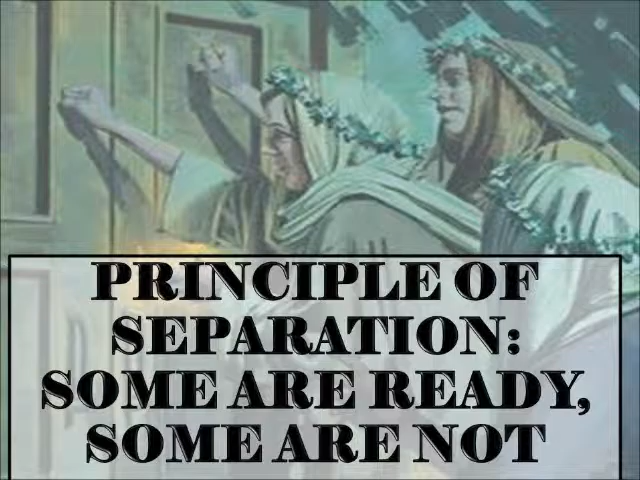 PRINCIPLE OF
SEPARATION:
SOME ARE READY,
SOME ARE NOT